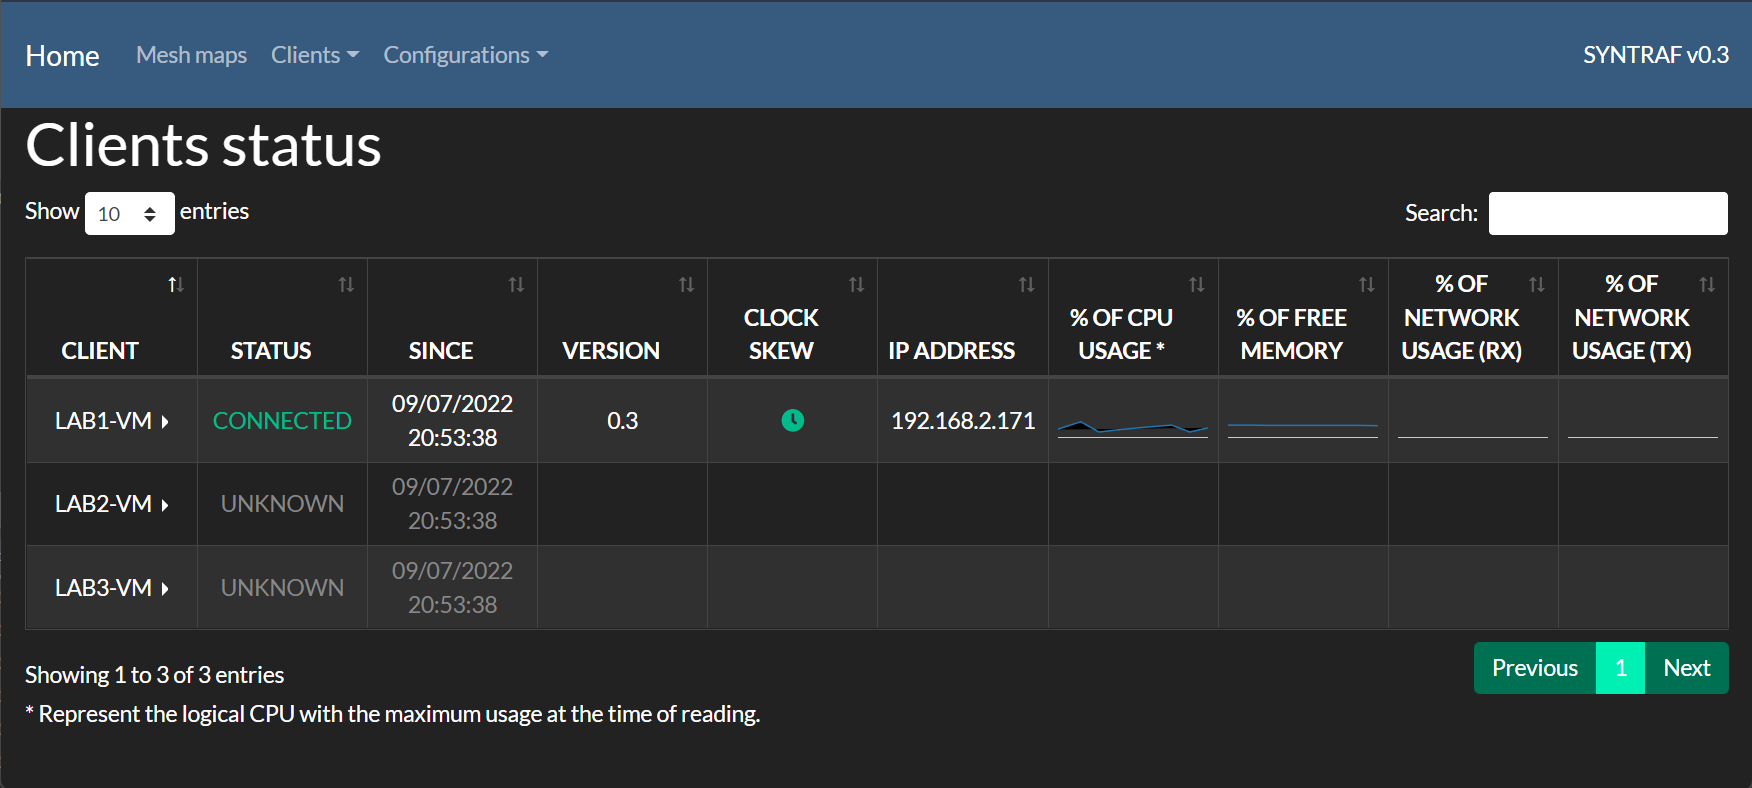 Home Mesh maps Clients Configurations SYNTRAF v0.3
Clients status
Show 10 entries Search:
CLIENT STATUS SINCE VERSION CLOCK SKEW IP ADDRESS % OF CPU USAGE * % OF FREE MEMORY % OF NETWORK USAGE (RX) % OF NETWORK USAGE (TX)
LAB1-VM CONNECTED 09/07/2022 20:53:38 0.3 192.168.2.171
LAB2-VM UNKNOWN 09/07/2022 20:53:38
LAB3-VM UNKNOWN 09/07/2022 20:53:38
Showing 1 to 3 of 3 entries Previous 1 Next
* Represent the logical CPU with the maximum usage at the time of reading.